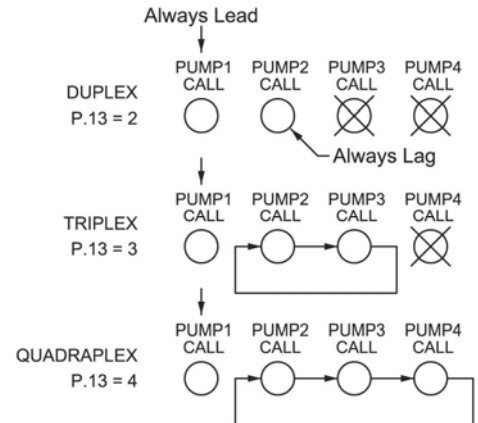 Always Lead
PUMP1 CALL PUMP2 CALL PUMP3 CALL PUMP4 CALL
DUPLEX
P.13 = 2
Always Lag
PUMP1 CALL PUMP2 CALL PUMP3 CALL PUMP4 CALL
TRIPLEX
P.13 = 3
PUMP1 CALL PUMP2 CALL PUMP3 CALL PUMP4 CALL
QUADRAPLEX
P.13 = 4